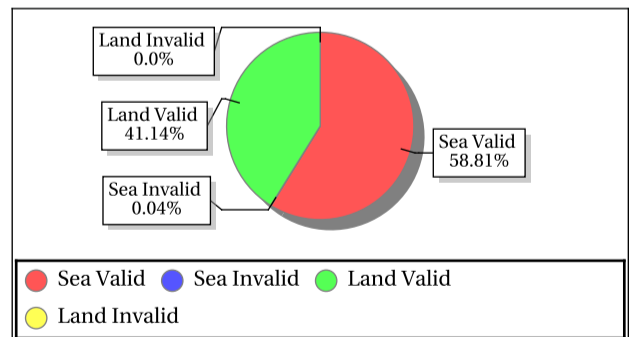 Land Invalid
0.0%
Land Valid
41.14%
Sea Valid
58.81%
Sea Invalid
0.04%
Sea Valid Sea Invalid Land Valid
Land Invalid